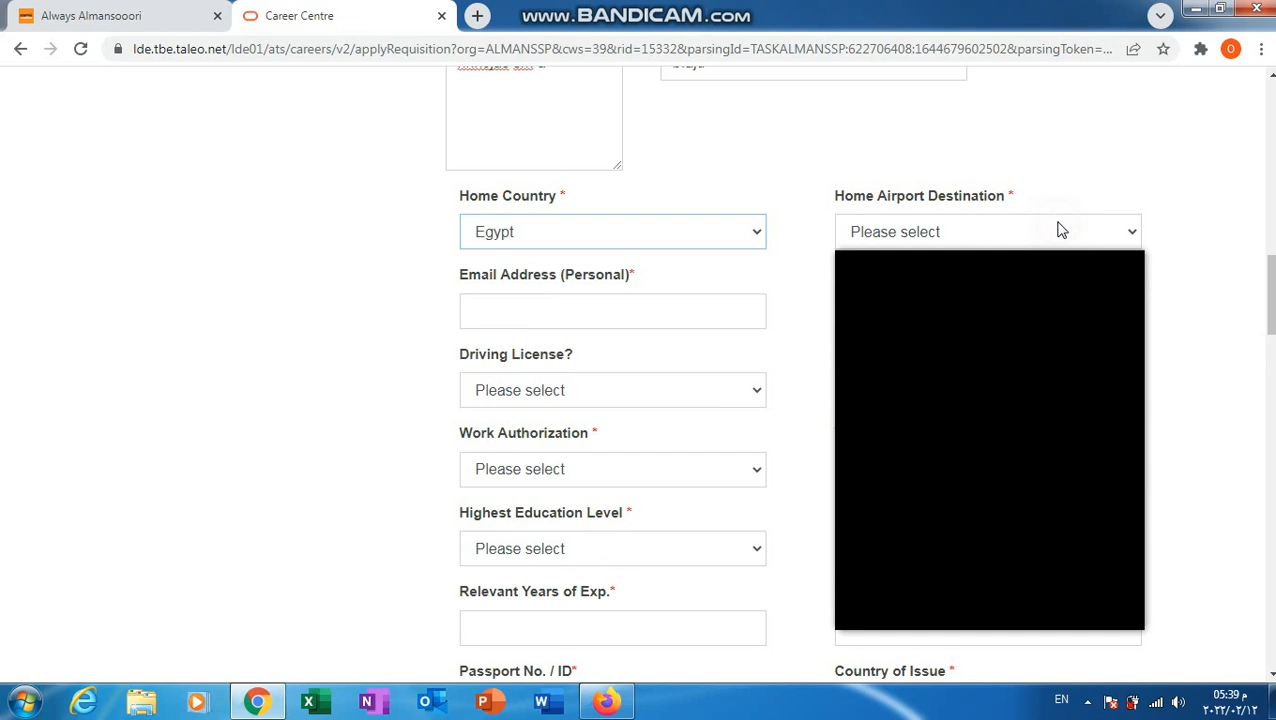 Always Almansooori
Career Centre
www.BANDICAM.com
lde.tbe.taleo.net/lde01/ats/careers/v2/applyRequisition?org=ALMANSSP&cws=39&rid=15332&parsingId=TASKALMANSSP:622706408:1644679602502&parsingToken=...
O
Home Country *
Home Airport Destination *
Egypt
Please select
Email Address (Personal)*
Driving License?
Please select
Work Authorization *
Please select
Highest Education Level *
Please select
Relevant Years of Exp.*
Passport No. / ID*
Country of Issue *
EN
05:39 م
٢٠٢٢/٠٢/١٢